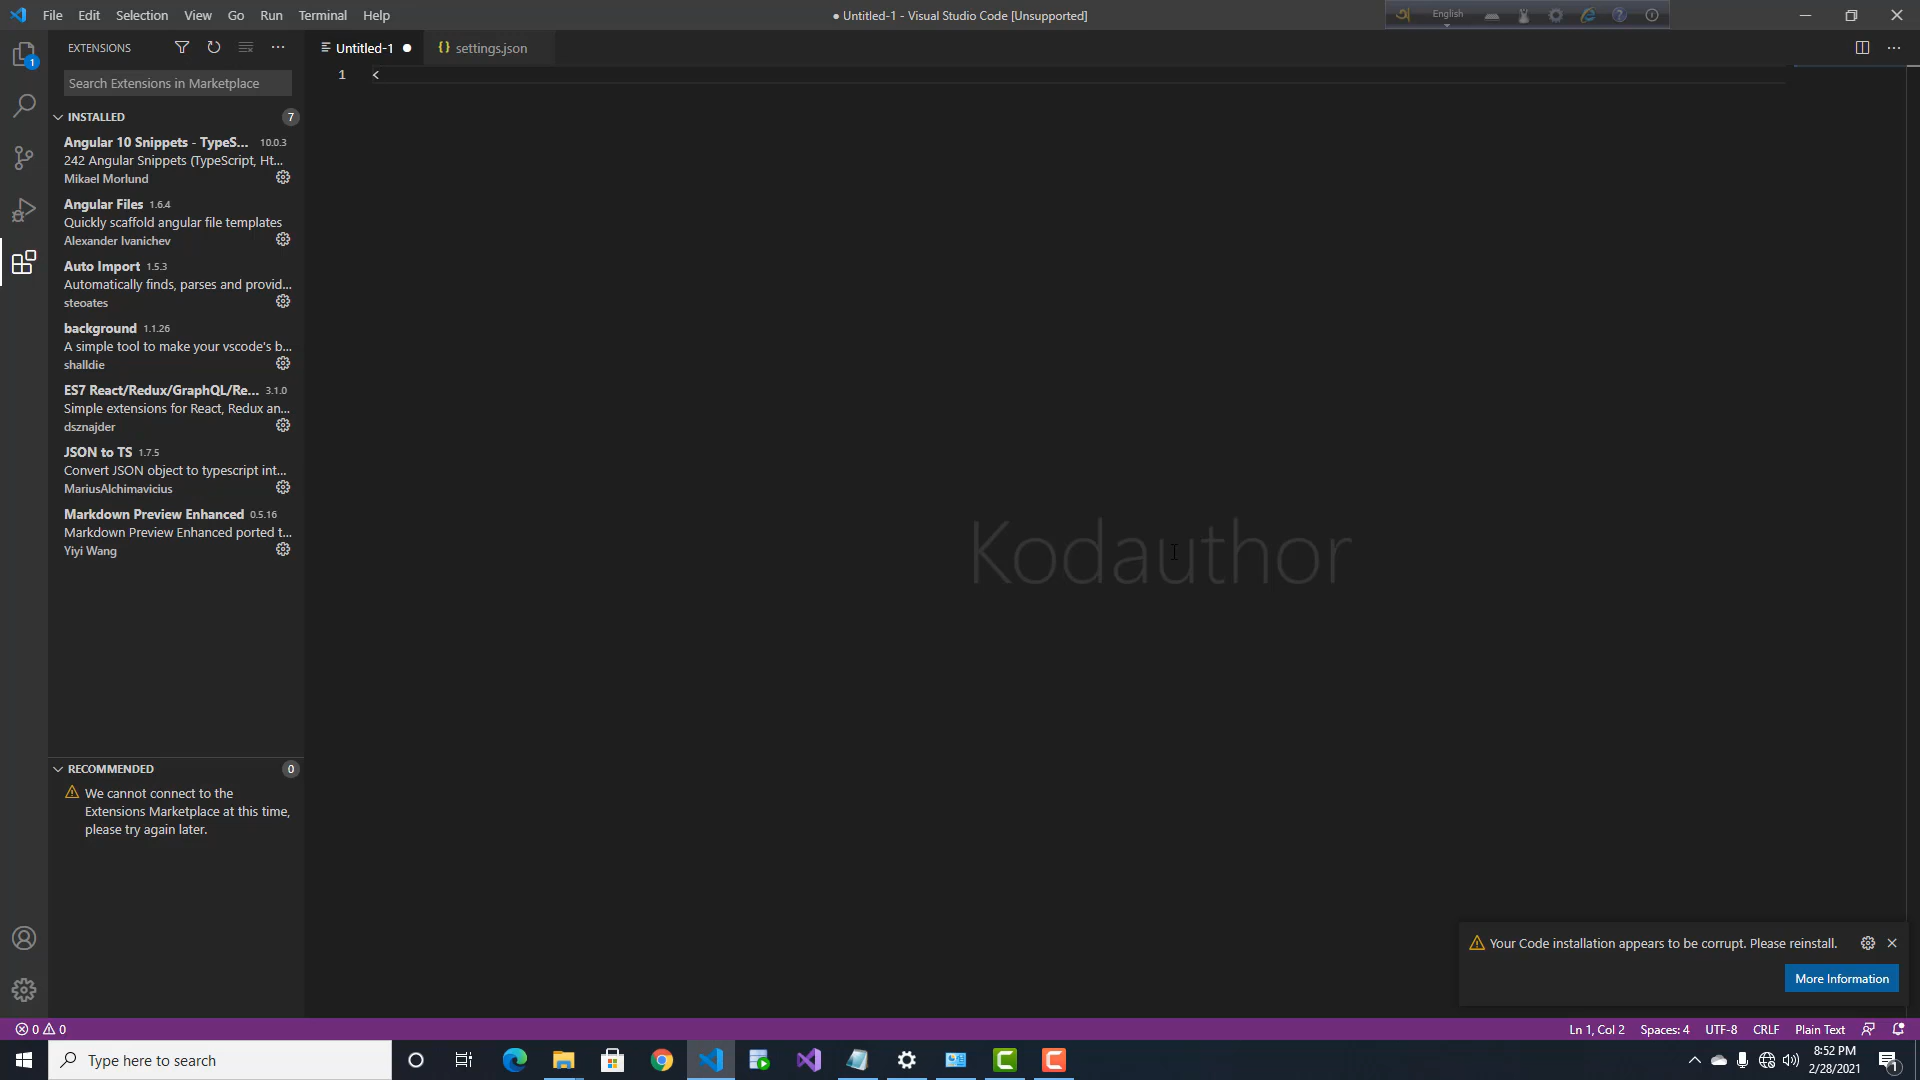 File Edit Selection View Go Run Terminal Help
● Untitled-1 - Visual Studio Code [Unsupported]
English
EXTENSIONS
Untitled-1
{} settings.json
1
Search Extensions in Marketplace
1 <
INSTALLED 7
Angular 10 Snippets - TypeS... 10.0.3
242 Angular Snippets (TypeScript, Ht...
Mikael Morlund
Angular Files 1.6.4
Quickly scaffold angular file templates
Alexander Ivanichev
Auto Import 1.5.3
Automatically finds, parses and provid...
steoates
background 1.1.26
A simple tool to make your vscode's b...
shalldie
ES7 React/Redux/GraphQL/Re... 3.1.0
Simple extensions for React, Redux an...
dsznajder
JSON to TS 1.7.5
Convert JSON object to typescript int...
MariusAlchimavicius
Markdown Preview Enhanced 0.5.16
Markdown Preview Enhanced ported t...
Yiyi Wang
Kodauthor
RECOMMENDED 0
We cannot connect to the
Extensions Marketplace at this time,
please try again later.
Your Code installation appears to be corrupt. Please reinstall.
More Information
0 0
Ln 1, Col 2 Spaces: 4 UTF-8 CRLF Plain Text
Type here to search
8:52 PM
2/28/2021
1